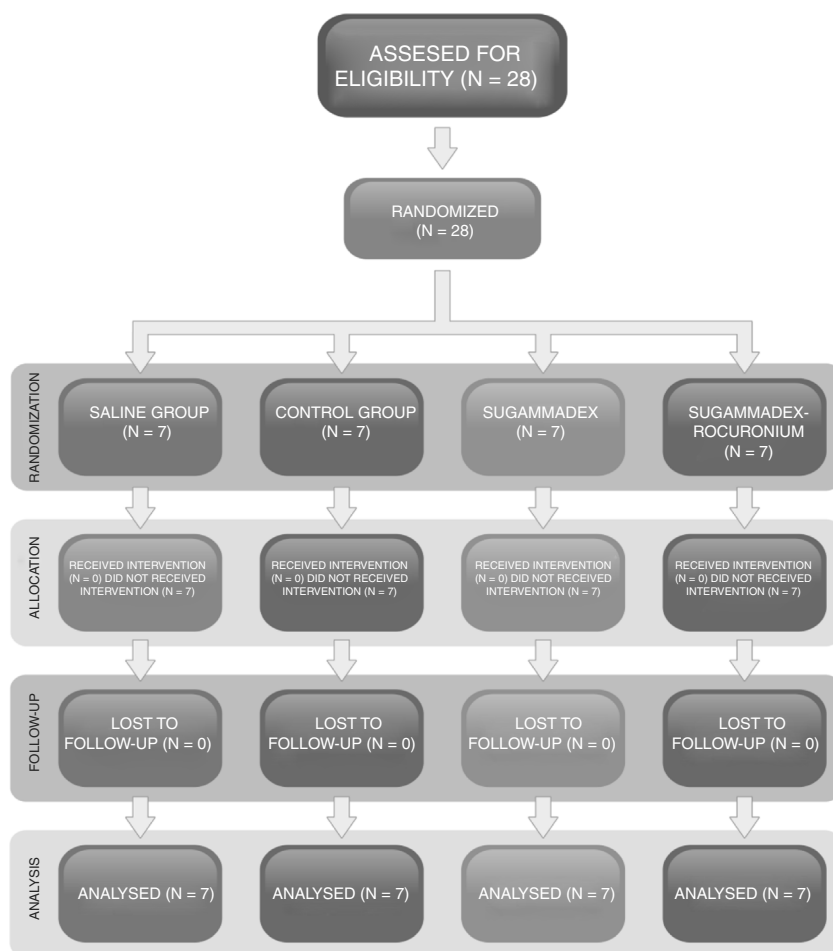 ASSESED FOR
ELIGIBILITY (N = 28)
RANDOMIZED
(N = 28)
RANDOMIZATION
SALINE GROUP
(N = 7)
CONTROL GROUP
(N = 7)
SUGAMMADEX
(N = 7)
SUGAMMADEX-
ROCURONIUM
(N = 7)
ALLOCATION
RECEIVED INTERVENTION
(N = 0) DID NOT RECEIVED
INTERVENTION (N = 7)
RECEIVED INTERVENTION
(N = 0) DID NOT RECEIVED
INTERVENTION (N = 7)
RECEIVED INTERVENTION
(N = 0) DID NOT RECEIVED
INTERVENTION (N = 7)
RECEIVED INTERVENTION
(N = 0) DID NOT RECEIVED
INTERVENTION (N = 7)
FOLLOW-UP
LOST TO
FOLLOW-UP (N = 0)
LOST TO
FOLLOW-UP (N = 0)
LOST TO
FOLLOW-UP (N = 0)
LOST TO
FOLLOW-UP (N = 0)
ANALYSIS
ANALYSED (N = 7)
ANALYSED (N = 7)
ANALYSED (N = 7)
ANALYSED (N = 7)